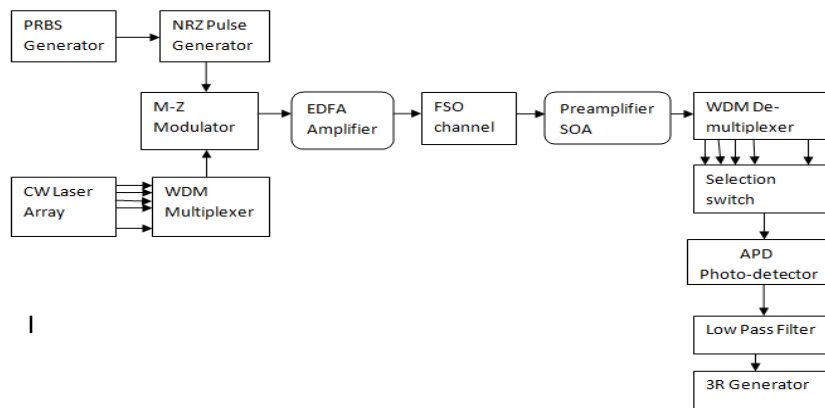 PRBS
Generator
NRZ Pulse
Generator
M-Z
Modulator
EDFA
Amplifier
FSO
channel
Preamplifier
SOA
WDM De-
multiplexer
CW Laser
Array
WDM
Multiplexer
Selection
switch
APD
Photo-detector
Low Pass Filter
3R Generator